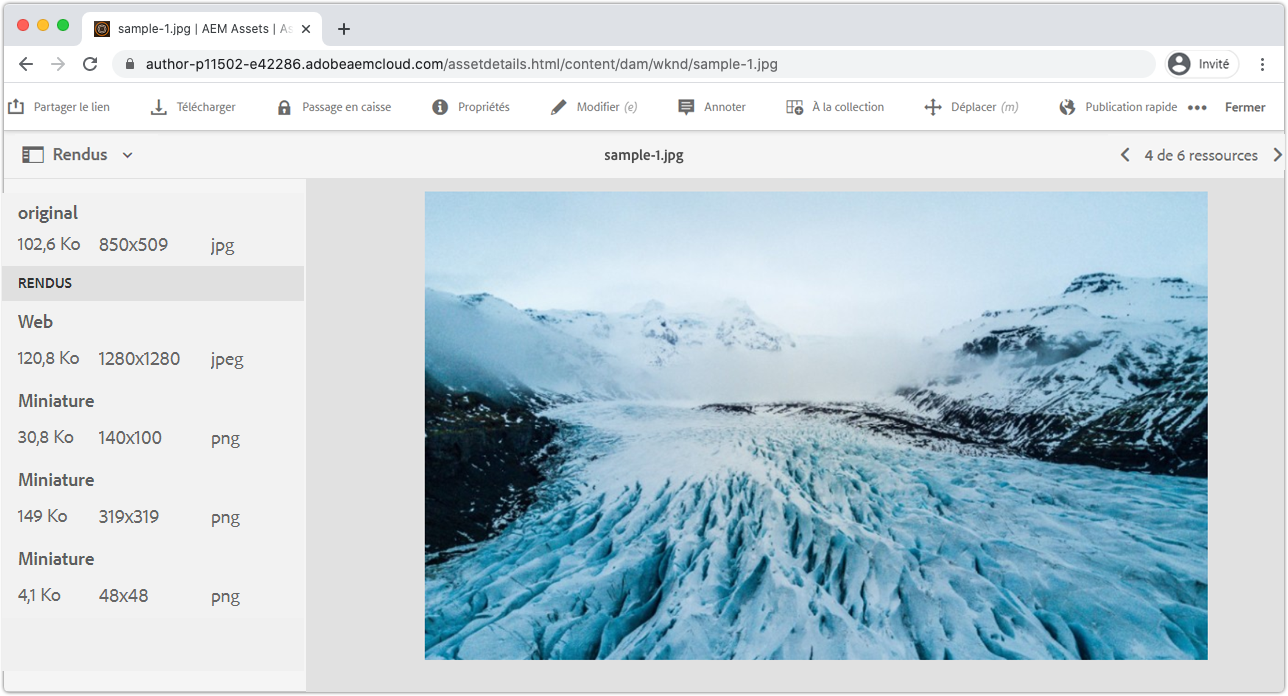 sample-1.jpg | AEM Assets | As
author-p11502-e42286.adobeaemcloud.com/assetdetails.html/content/dam/wknd/sample-1.jpg
Invité
Partager le lien Télécharger Passage en caisse Propriétés Modifier (e) Annoter À la collection Déplacer (m) Publication rapide ••• Fermer
Rendus sample-1.jpg 4 de 6 ressources
original
102,6 Ko 850x509 jpg
RENDUS
Web
120,8 Ko 1280x1280 jpeg
Miniature
30,8 Ko 140x100 png
Miniature
149 Ko 319x319 png
Miniature
4,1 Ko 48x48 png